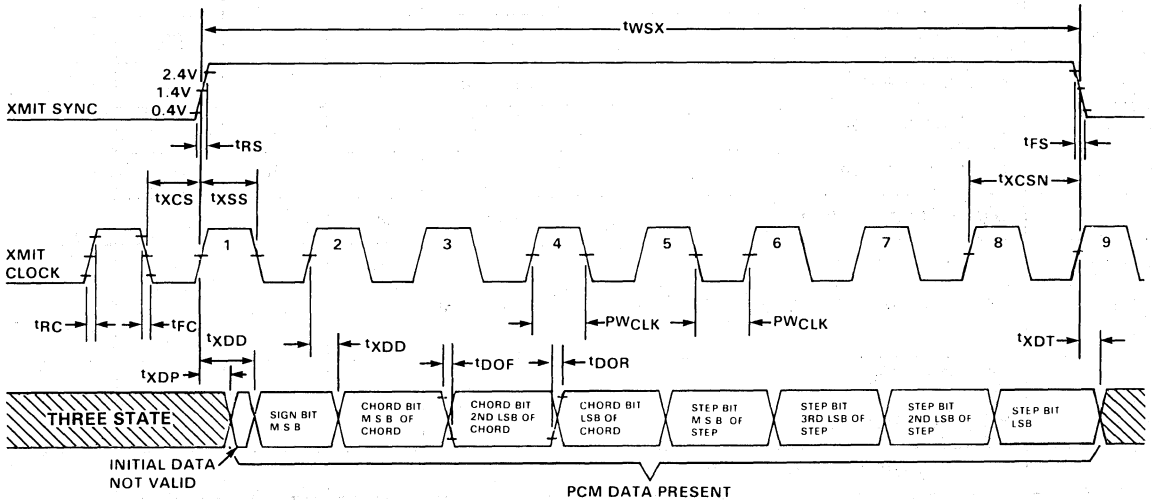 tWSX
2.4V
1.4V
0.4V
XMIT SYNC
tRS
tFS
tXCS
tXSS
tXCSN
XMIT
CLOCK
1
2
3
4
5
6
7
8
9
tRC
tFC
PWCLK
PWCLK
tXDD
tXDD
tXDT
tXDP
tDOF
tDOR
THREE STATE
SIGN BIT
M S B
CHORD BIT
M S B OF
CHORD
CHORD BIT
2ND LSB OF
CHORD
CHORD BIT
LSB OF
CHORD
STEP BIT
M S B OF
STEP
STEP BIT
3RD LSB OF
STEP
STEP BIT
2ND LSB OF
STEP
STEP BIT
LSB
INITIAL DATA
NOT VALID
PCM DATA PRESENT